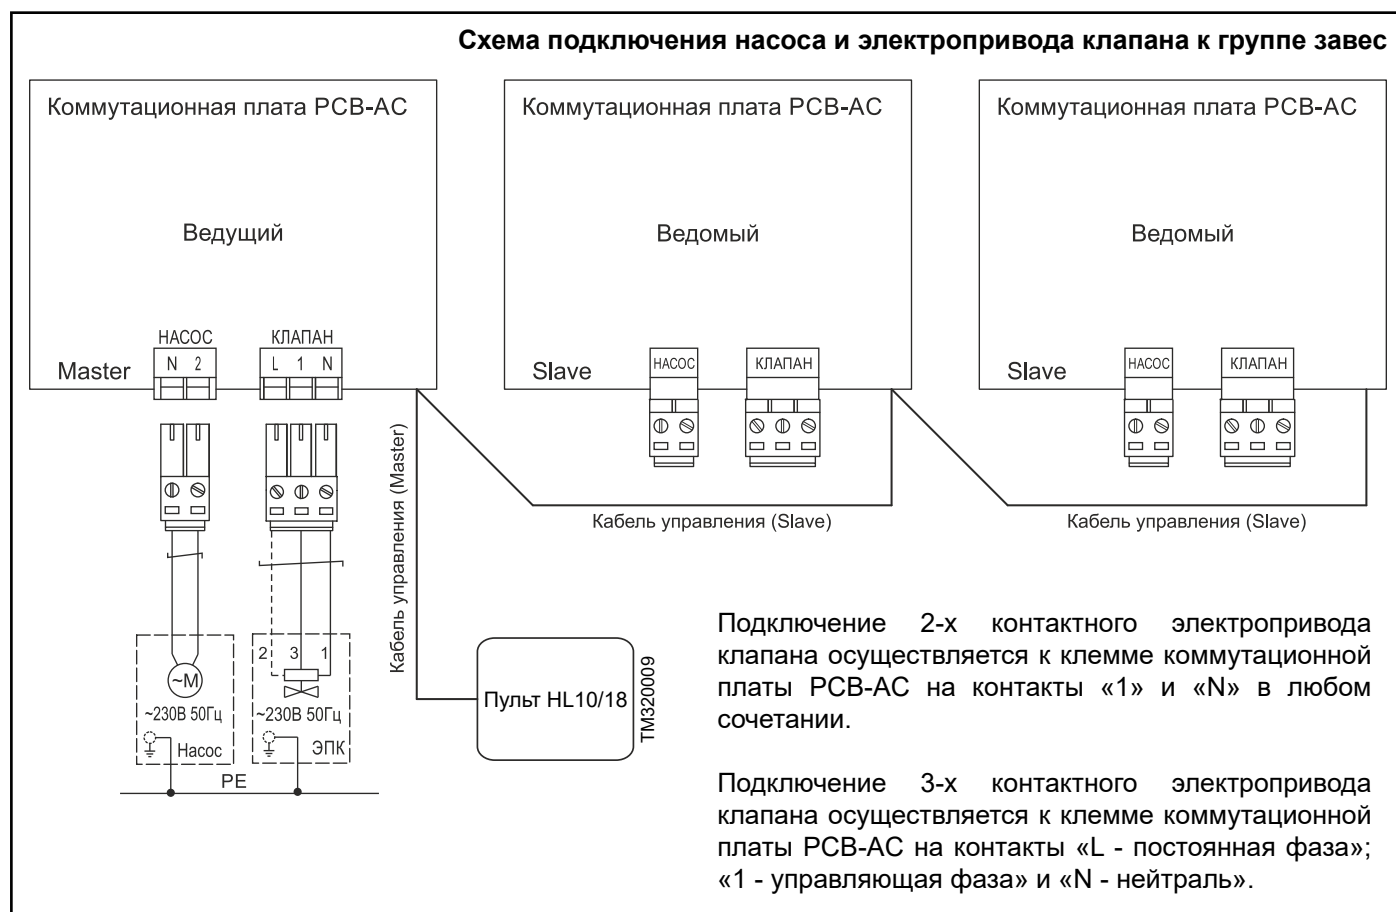 Схема подключения насоса и электропривода клапана к группе завес
Коммутационная плата PCB-AC
Ведущий
НАСОС
КЛАПАН
Master
N 2
L 1 N
Коммутационная плата PCB-AC
Ведомый
Slave
НАСОС
КЛАПАН
Коммутационная плата PCB-AC
Ведомый
Slave
НАСОС
КЛАПАН
Кабель управления (Master)
Кабель управления (Slave)
Кабель управления (Slave)
~M
~230В 50Гц
Насос
2 3 1
~230В 50Гц
ЭПК
PE
Пульт HL10/18
TM320009
Подключение 2-х контактного электропривода
клапана осуществляется к клемме коммутационной
платы PCB-AC на контакты «1» и «N» в любом
сочетании.
Подключение 3-х контактного электропривода
клапана осуществляется к клемме коммутационной
платы PCB-AC на контакты «L - постоянная фаза»;
«1 - управляющая фаза» и «N - нейтраль».